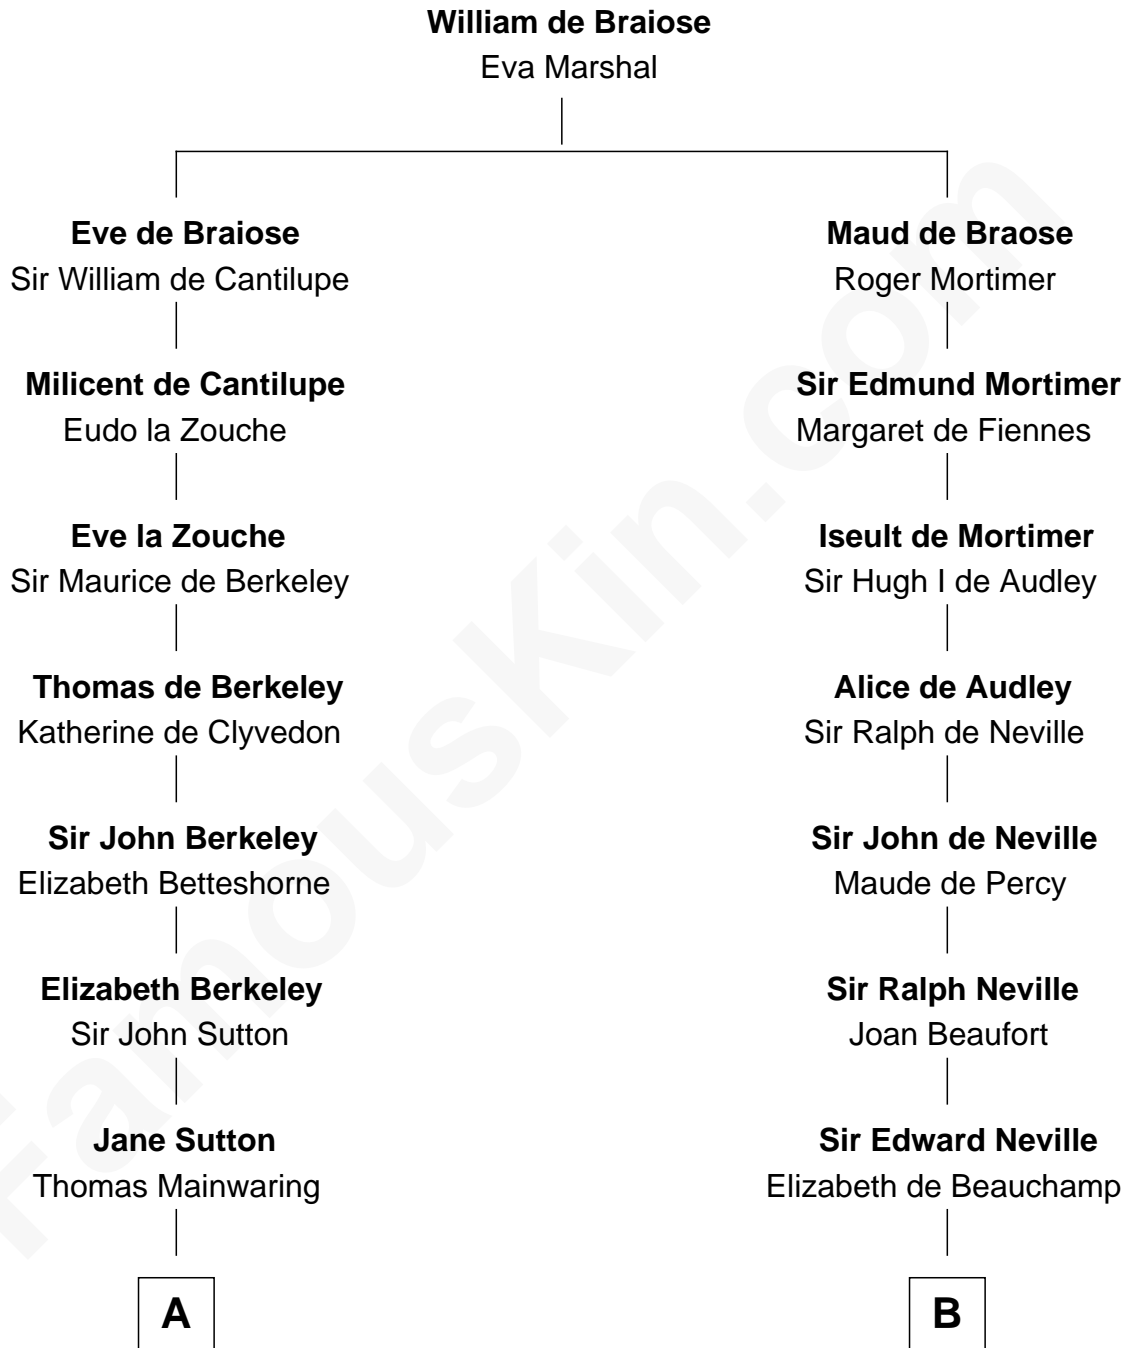 William de Braiose
Eva Marshal
Eve de Braiose
Sir William de Cantilupe
Maud de Braose
Roger Mortimer
Milicent de Cantilupe
Eudo la Zouche
Sir Edmund Mortimer
Margaret de Fiennes
Eve la Zouche
Sir Maurice de Berkeley
Iseult de Mortimer
Sir Hugh I de Audley
Thomas de Berkeley
Katherine de Clyvedon
Alice de Audley
Sir Ralph de Neville
Sir John Berkeley
Elizabeth Betteshorne
Sir John de Neville
Maude de Percy
Elizabeth Berkeley
Sir John Sutton
Sir Ralph Neville
Joan Beaufort
Jane Sutton
Thomas Mainwaring
Sir Edward Neville
Elizabeth de Beauchamp
A
B
FamousKin.com